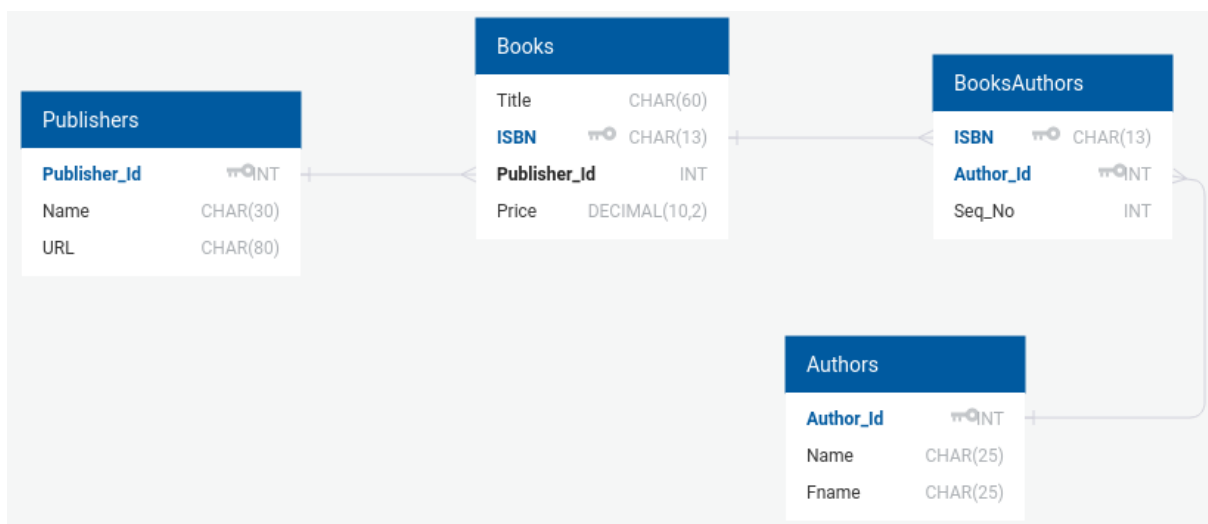 Publishers
Publisher_Id INT
Name CHAR(30)
URL CHAR(80)
Books
Title CHAR(60)
ISBN CHAR(13)
Publisher_Id INT
Price DECIMAL(10,2)
BooksAuthors
ISBN CHAR(13)
Author_Id INT
Seq_No INT
Authors
Author_Id INT
Name CHAR(25)
Fname CHAR(25)